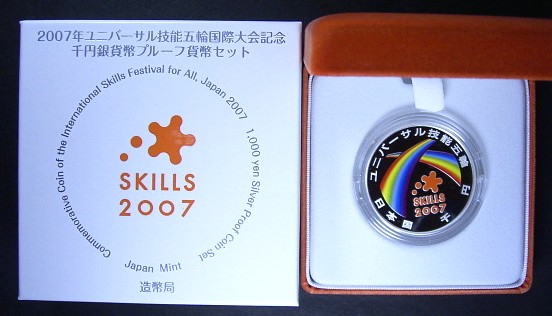 2007年ユニバーサル技能五輪国際大会記念
千円銀貨幣プルーフ貨幣セット
Commemorative Coin of the International Skills Festival for All, Japan 2007 1,000 yen Silver Proof Coin Set
SKILLS
2007
Japan Mint
造幣局
ユニバーサル技能五輪
SKILLS
2007
日本国 千円